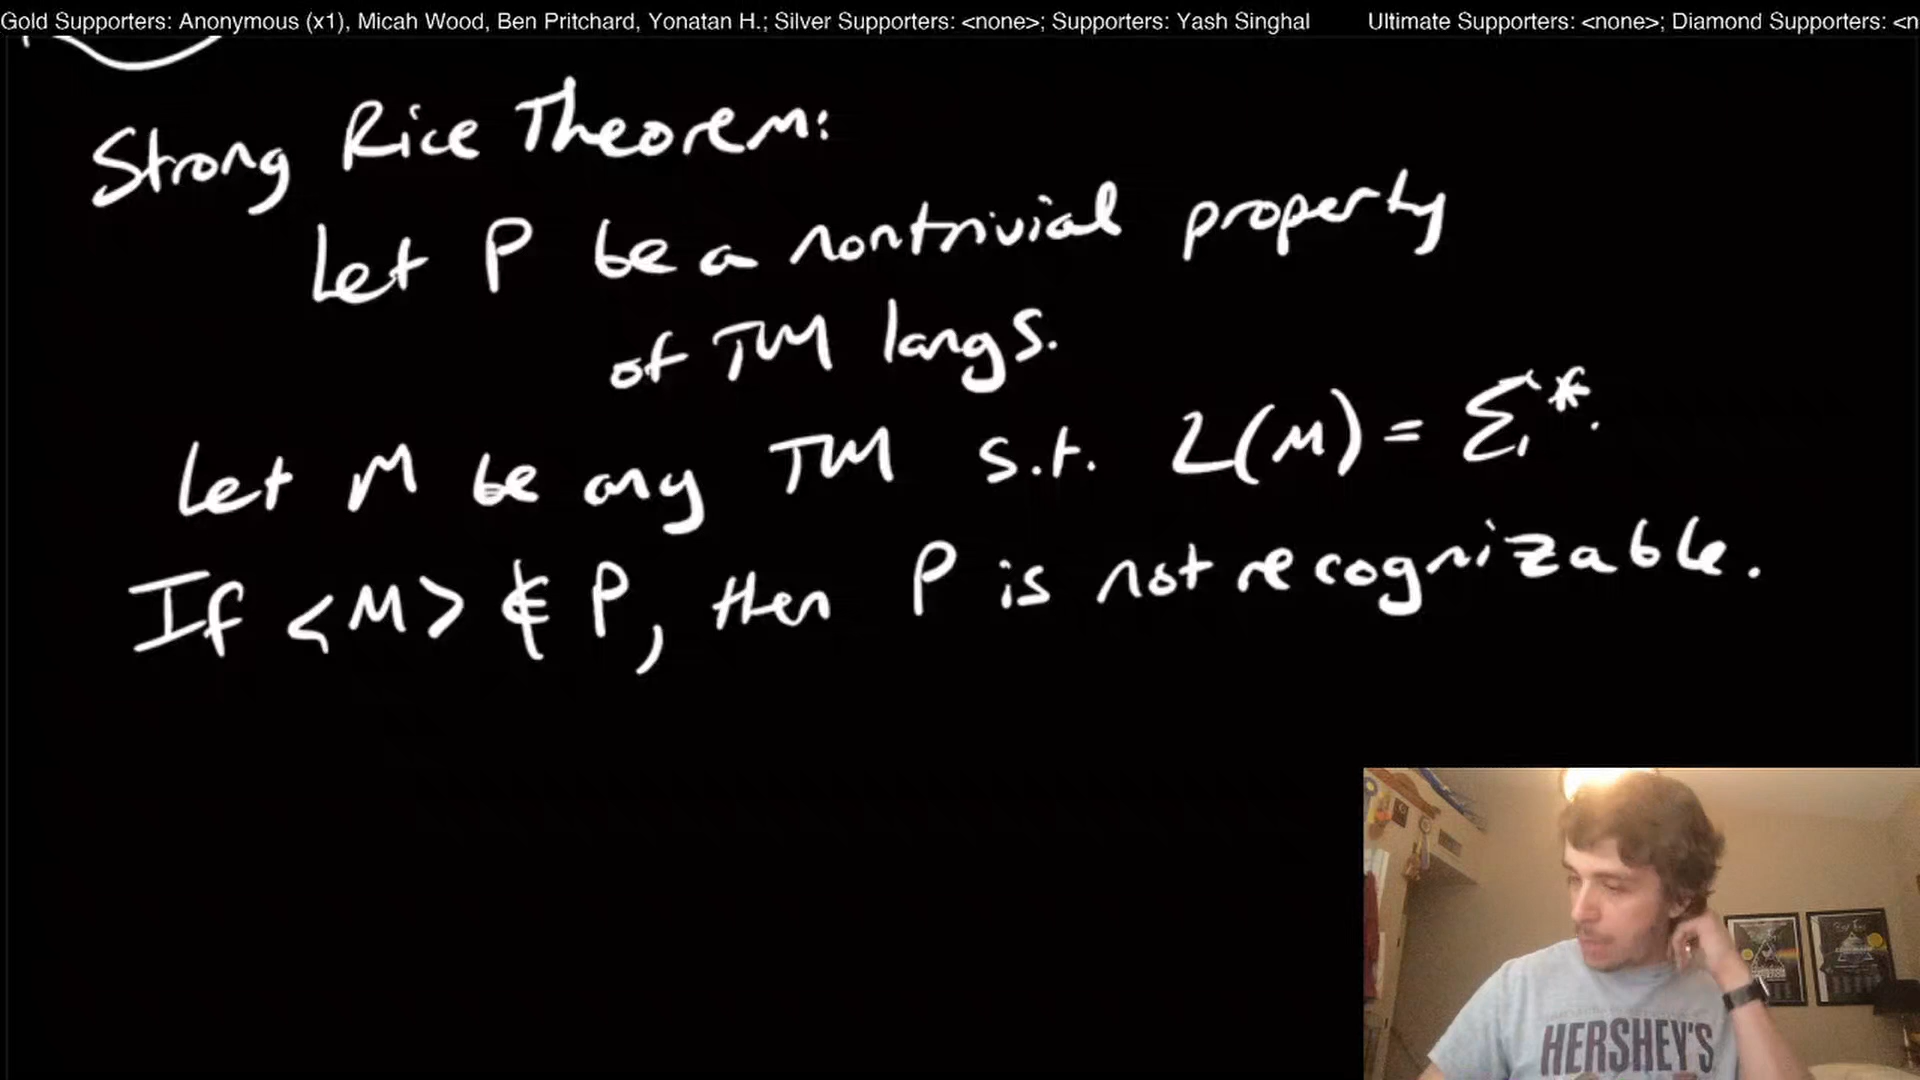 Gold Supporters: Anonymous (x1), Micah Wood, Ben Pritchard, Yonatan H.; Silver Supporters: <none>; Supporters: Yash Singhal Ultimate Supporters: <none>; Diamond Supporters: <n
Strong Rice Theorem:
Let P be a nontrivial property
of TM langs.
Let M be any TM s.t. L(M) = Σ*.
If <M> ∉ P, then P is not recognizable.
HERSHEY'S